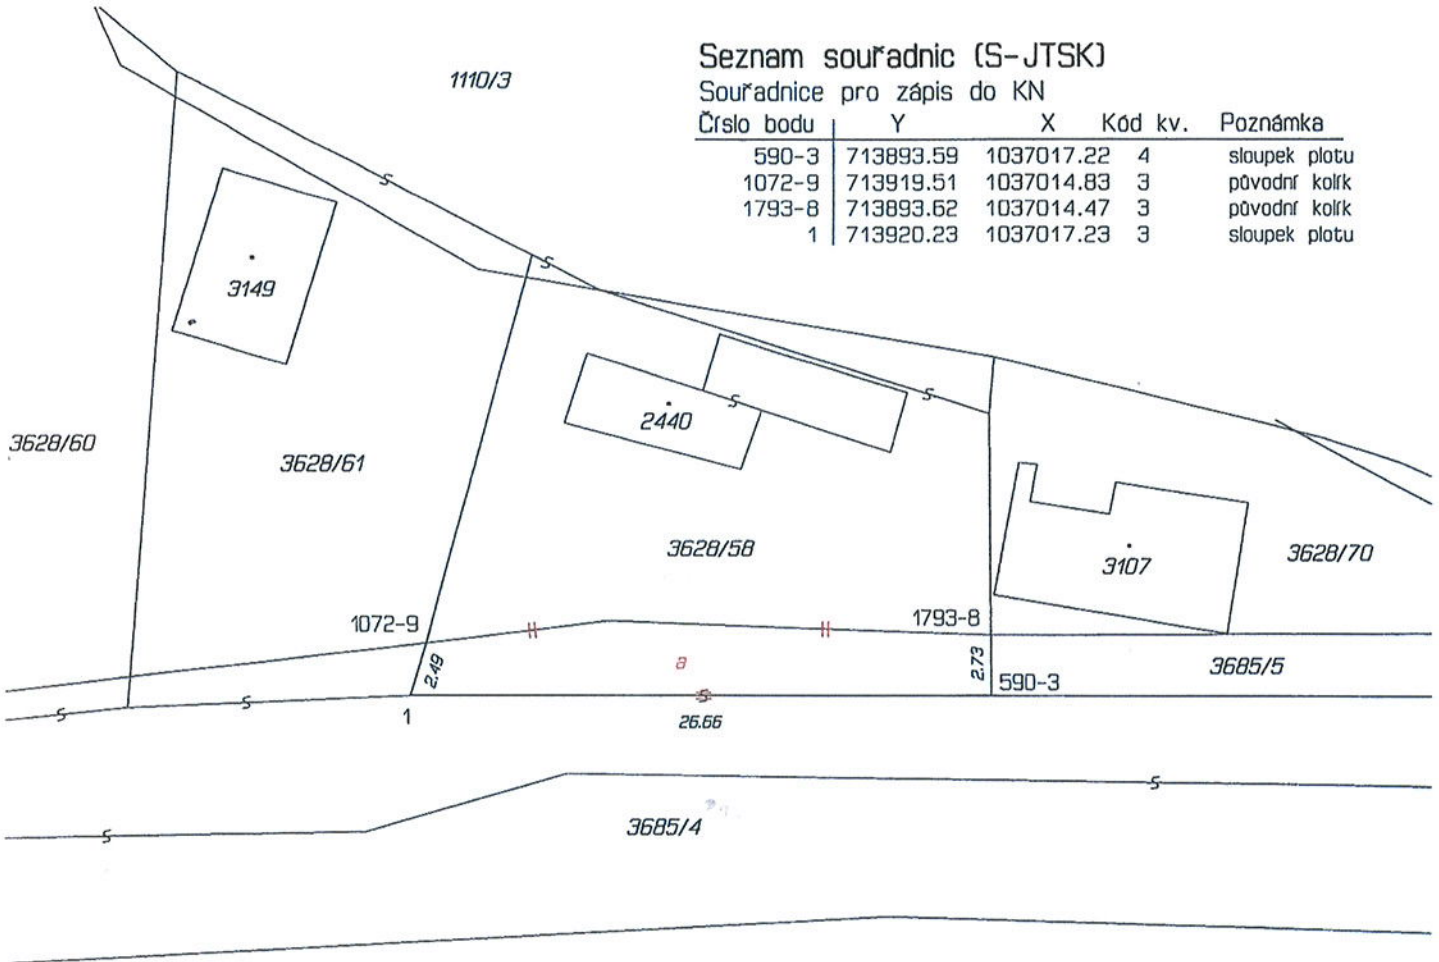 Seznam souřadnic (S-JTSK)
1110/3
Souřadnice pro zápis do KN
Číslo bodu Y X Kód kv. Poznámka
590-3 713893.59 1037017.22 4 sloupek plotu
1072-9 713919.51 1037014.83 3 původní kolík
1793-8 713893.62 1037014.47 3 původní kolík
1 713920.23 1037017.23 3 sloupek plotu
3149
2440
3628/60
3628/61
3628/58
3107
3628/70
1072-9
1793-8
a
2.49
2.73
3685/5
590-3
1
26.66
3685/4